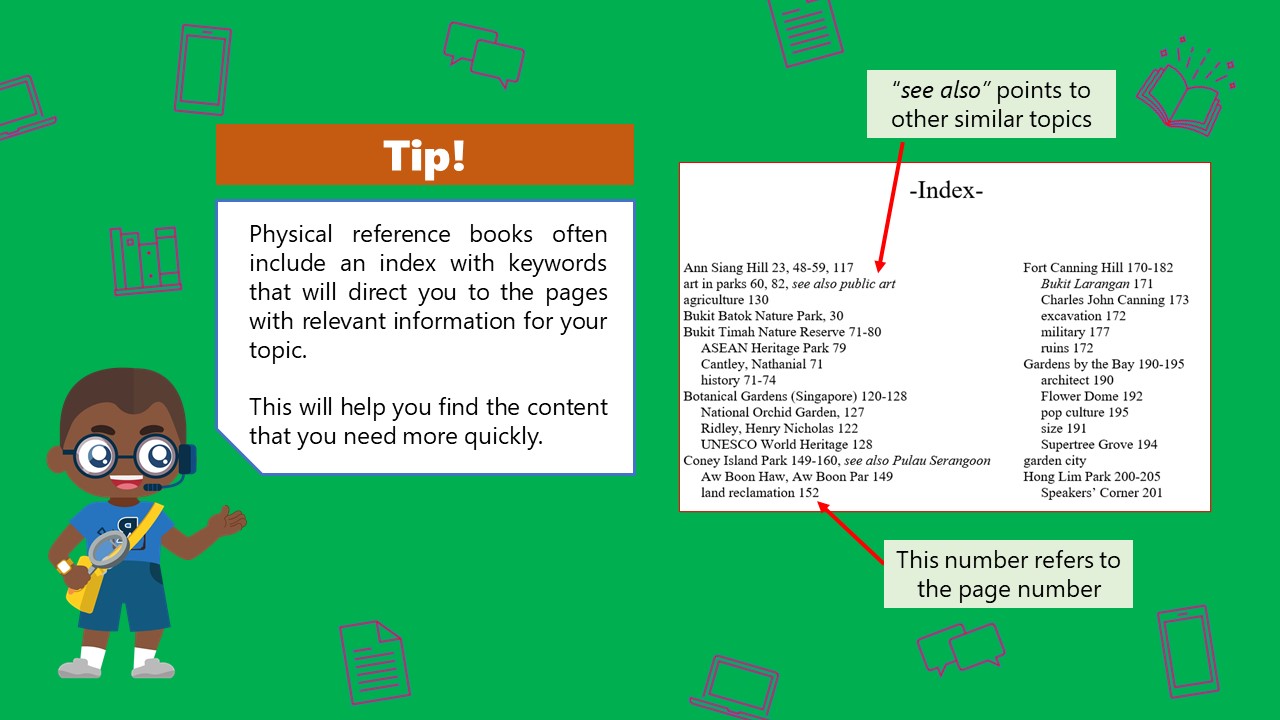 Tip!
Physical reference books often
include an index with keywords
that will direct you to the pages
with relevant information for your
topic.
This will help you find the content
that you need more quickly.
“see also” points to
other similar topics
-Index-
Ann Siang Hill 23, 48-59, 117
art in parks 60, 82, see also public art
agriculture 130
Bukit Batok Nature Park, 30
Bukit Timah Nature Reserve 71-80
ASEAN Heritage Park 79
Cantley, Nathanial 71
history 71-74
Botanical Gardens (Singapore) 120-128
National Orchid Garden, 127
Ridley, Henry Nicholas 122
UNESCO World Heritage 128
Coney Island Park 149-160, see also Pulau Serangoon
Aw Boon Haw, Aw Boon Par 149
land reclamation 152
Fort Canning Hill 170-182
Bukit Larangan 171
Charles John Canning 173
excavation 172
military 177
ruins 172
Gardens by the Bay 190-195
architect 190
Flower Dome 192
pop culture 195
size 191
Supertree Grove 194
garden city
Hong Lim Park 200-205
Speakers’ Corner 201
This number refers to
the page number